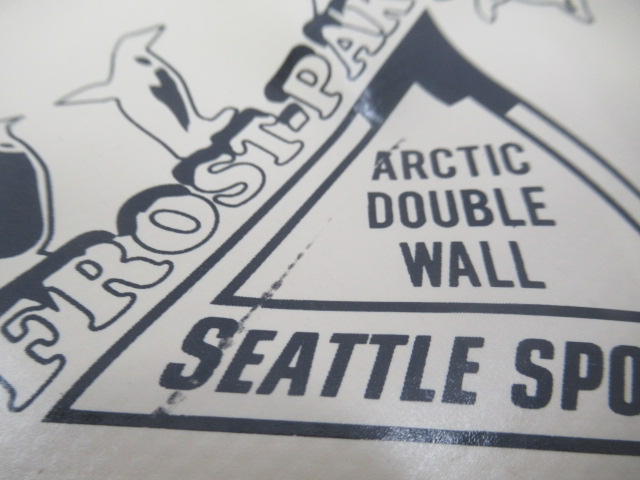 FROST-PAK
ARCTIC
DOUBLE
WALL
SEATTLE SPO